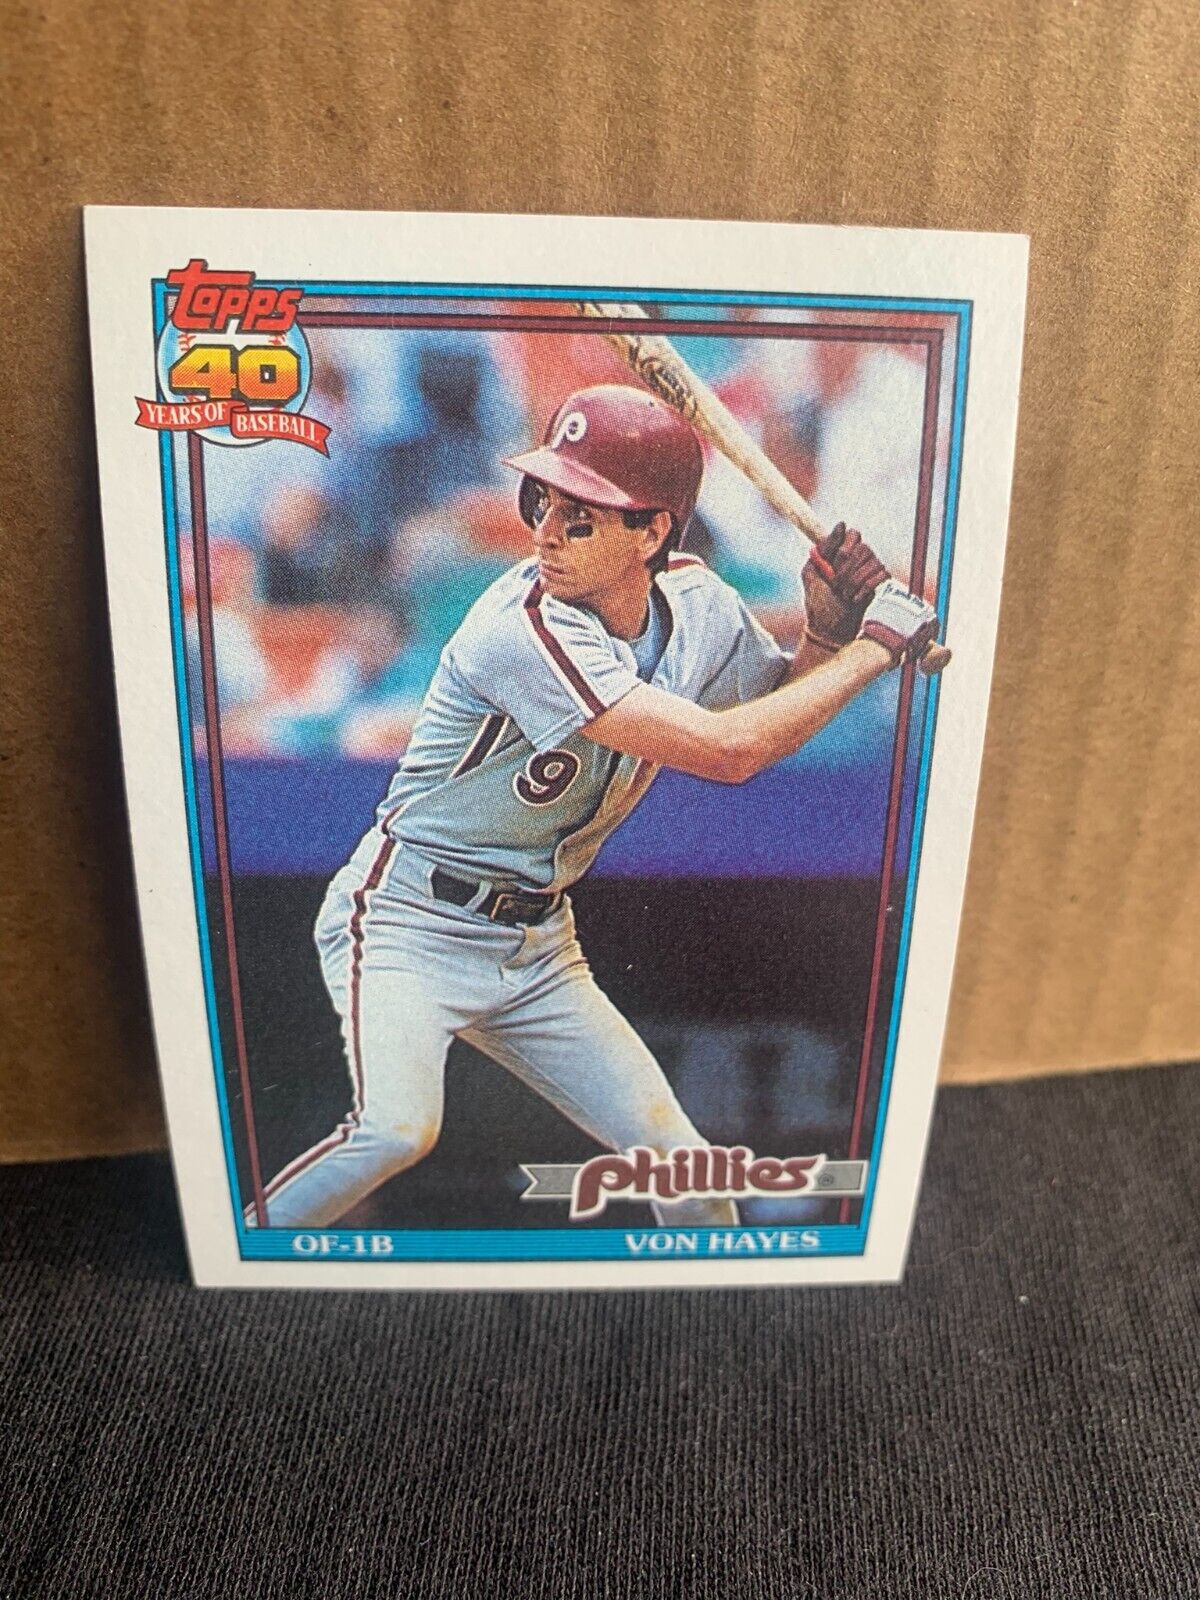 Topps
40
YEARS OF BASEBALL
P
9
Phillies ®
OF-1B VON HAYES